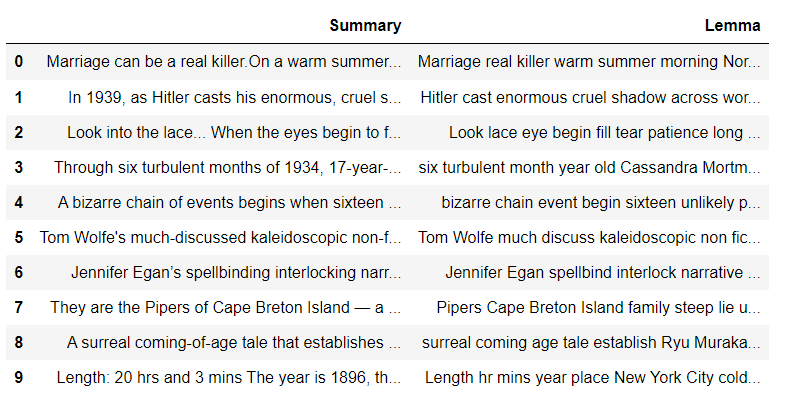 Summary Lemma
0 Marriage can be a real killer.On a warm summer... Marriage real killer warm summer morning Nor...
1 In 1939, as Hitler casts his enormous, cruel s... Hitler cast enormous cruel shadow across wor...
2 Look into the lace... When the eyes begin to f... Look lace eye begin fill tear patience long ...
3 Through six turbulent months of 1934, 17-year-... six turbulent month year old Cassandra Mortm...
4 A bizarre chain of events begins when sixteen ... bizarre chain event begin sixteen unlikely p...
5 Tom Wolfe's much-discussed kaleidoscopic non-f... Tom Wolfe much discuss kaleidoscopic non fic...
6 Jennifer Egan’s spellbinding interlocking narr... Jennifer Egan spellbind interlock narrative ...
7 They are the Pipers of Cape Breton Island — a ... Pipers Cape Breton Island family steep lie u...
8 A surreal coming-of-age tale that establishes ... surreal coming age tale establish Ryu Muraka...
9 Length: 20 hrs and 3 mins The year is 1896, th... Length hr mins year place New York City cold...